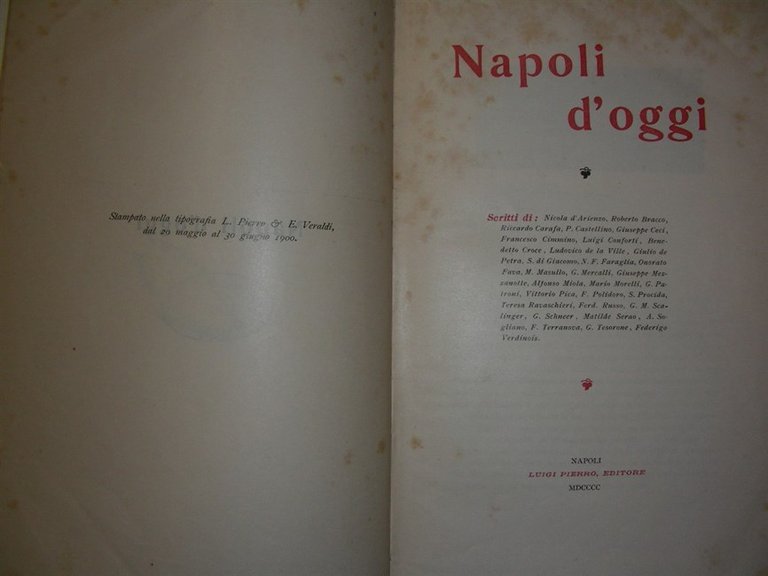 Stampato nella tipografia L. Pierro & E. Veraldi,
dal 20 maggio al 30 giugno 1900.
Napoli
d'oggi
Scritti di: Nicola d'Arienzo, Roberto Bracco,
Riccardo Carafa, P. Castellino, Giuseppe Ceci,
Francesco Cimmino, Luigi Conforti, Bene-
detto Croce, Ludovico de la Ville, Giulio de
Petra, S. di Giacomo, N. F. Faraglia, Onorato
Fava, M. Masullo, G. Mercalli, Giuseppe Mez-
zanotte, Alfonso Miola, Mario Morelli, G. Pa-
troni, Vittorio Pica, F. Polidoro, S. Procida,
Teresa Ravaschieri, Ferd. Russo, G. M. Sca-
linger, G. Schneer, Matilde Serao, A. So-
gliano, F. Terranova, G. Tesorone, Federigo
Verdinois.
NAPOLI
LUIGI PIERRO, EDITORE
MDCCCC